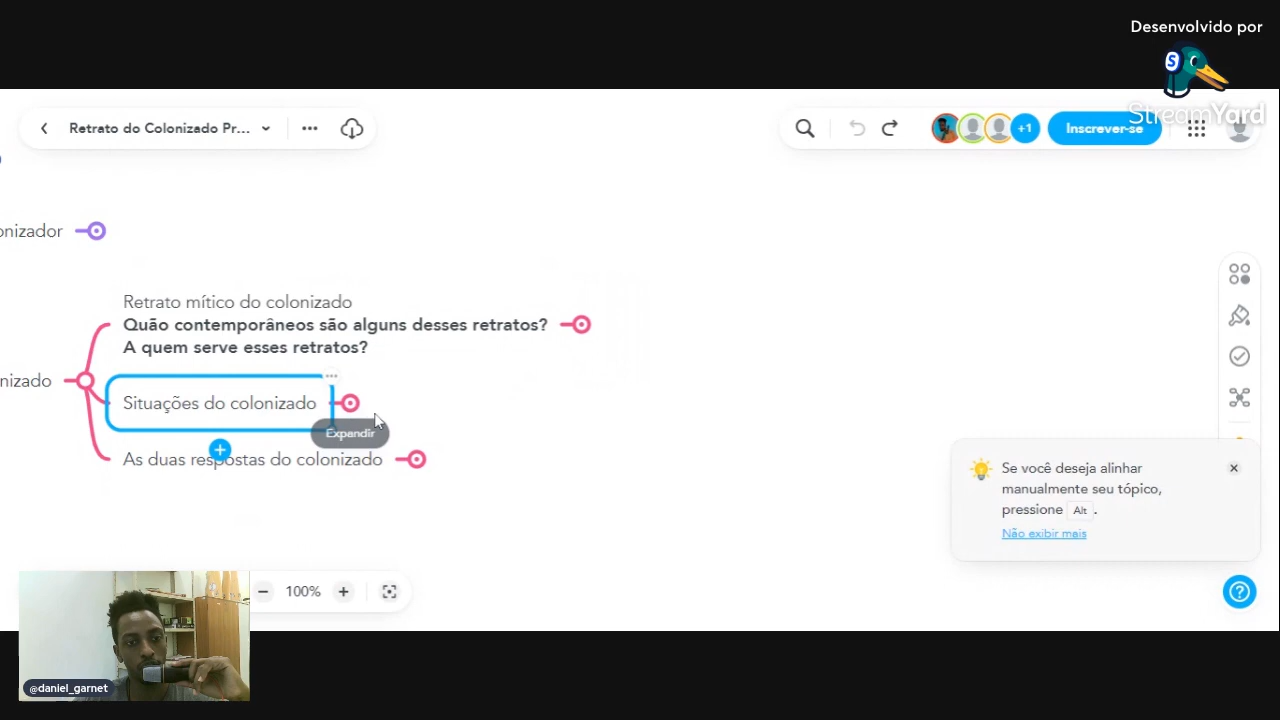 Desenvolvido por
S
StreamYard
Retrato do Colonizado Pr...
+1
Inscrever-se
onizador
Retrato mítico do colonizado
Quão contemporâneos são alguns desses retratos?
A quem serve esses retratos?
nizado
Situações do colonizado
Expandir
As duas respostas do colonizado
Se você deseja alinhar
manualmente seu tópico,
pressione Alt .
Não exibir mais
100%
@daniel_garnet